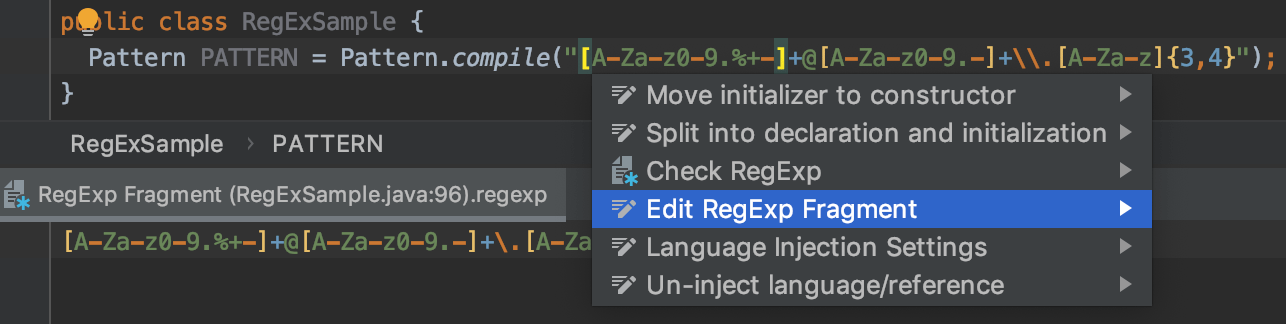 public class RegExSample {
Pattern PATTERN = Pattern.compile("[A-Za-z0-9.%+-]+@[A-Za-z0-9.-]+\\.[A-Za-z]{3,4}");
}
Move initializer to constructor
Split into declaration and initialization
Check RegExp
Edit RegExp Fragment
Language Injection Settings
Un-inject language/reference
RegExSample › PATTERN
RegExp Fragment (RegExSample.java:96).regexp
[A-Za-z0-9.%+-]+@[A-Za-z0-9.-]+\.[A-Za